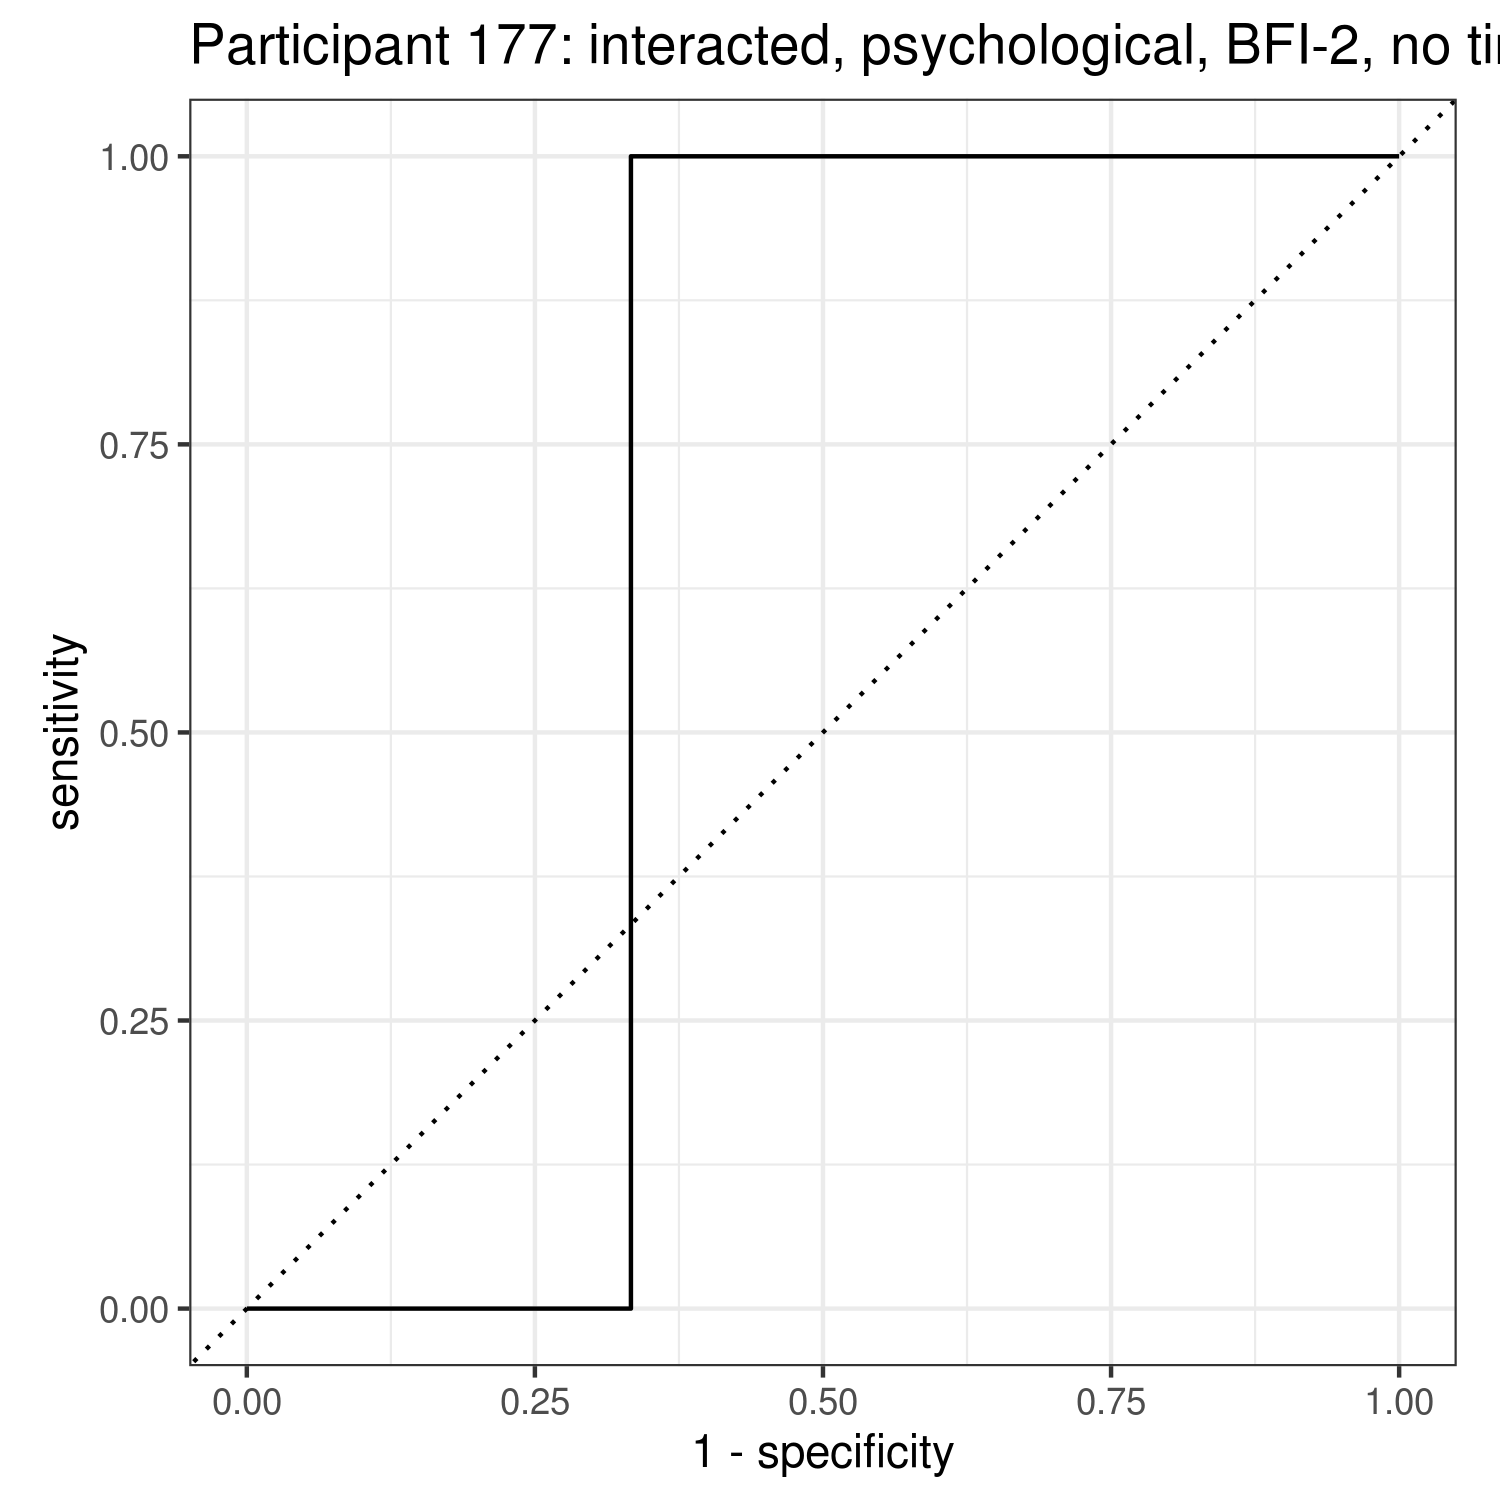 Participant 177: interacted, psychological, BFI-2, no
1.00
0.75
0.50
0.25
0.00
sensitivity
0.00 0.25 0.50 0.75 1.00
1 - specificity